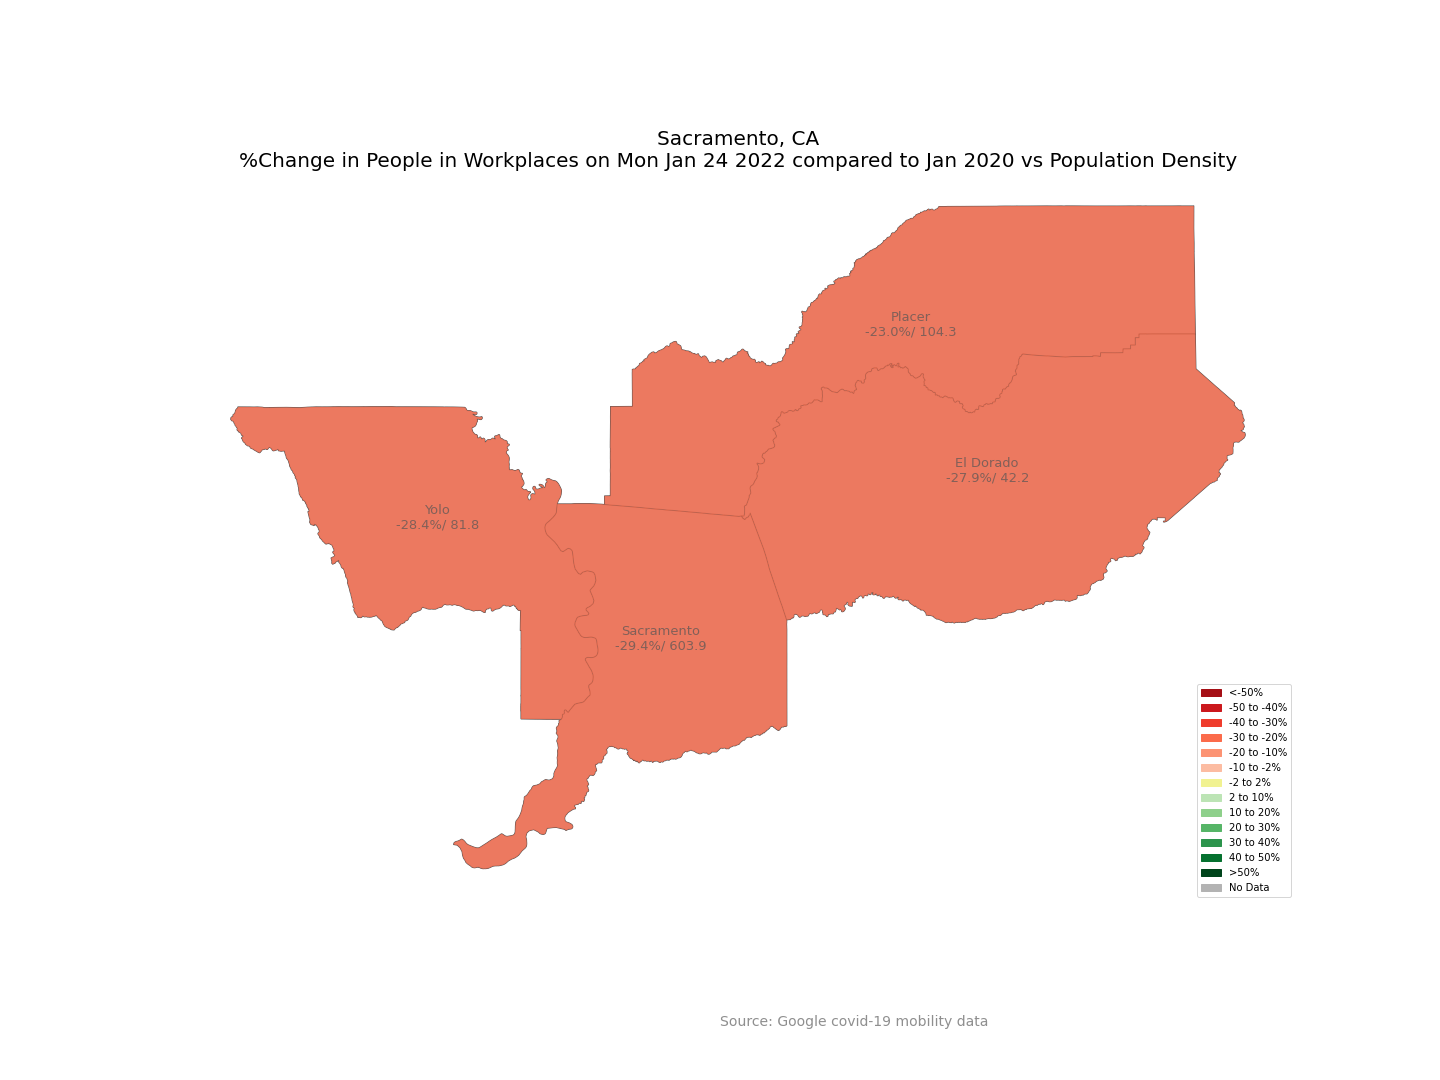 Sacramento, CA
%Change in People in Workplaces on Mon Jan 24 2022 compared to Jan 2020 vs Population Density
Placer
-23.0%/ 104.3
El Dorado
-27.9%/ 42.2
Yolo
-28.4%/ 81.8
Sacramento
-29.4%/ 603.9
<-50%
-50 to -40%
-40 to -30%
-30 to -20%
-20 to -10%
-10 to -2%
-2 to 2%
2 to 10%
10 to 20%
20 to 30%
30 to 40%
40 to 50%
>50%
No Data
Source: Google covid-19 mobility data